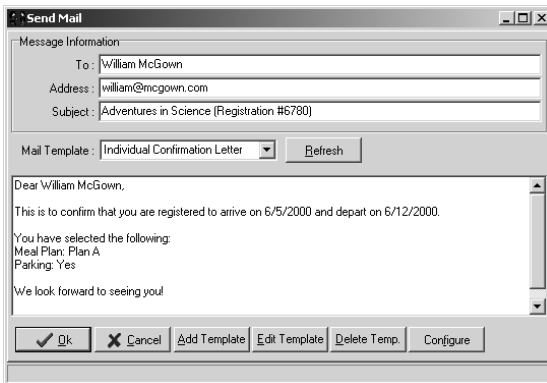 Send Mail
Message Information
To : William McGown
Address : william@mcgown.com
Subject : Adventures in Science (Registration #6780)
Mail Template : Individual Confirmation Letter Refresh
Dear William McGown,
This is to confirm that you are registered to arrive on 6/5/2000 and depart on 6/12/2000.
You have selected the following:
Meal Plan: Plan A
Parking: Yes
We look forward to seeing you!
Ok Cancel Add Template Edit Template Delete Temp. Configure